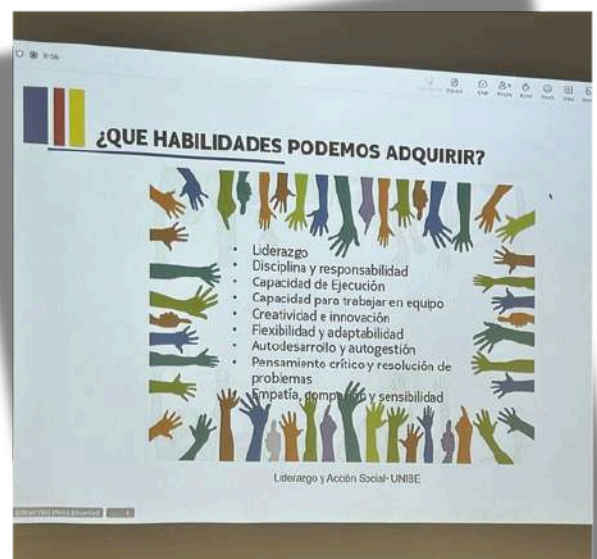 ¿QUE HABILIDADES PODEMOS ADQUIRIR?
• Liderazgo
• Disciplina y responsabilidad
• Capacidad de Ejecución
• Capacidad para trabajar en equipo
• Creatividad e innovación
• Flexibilidad y adaptabilidad
• Autodesarrollo y autogestión
• Pensamiento crítico y resolución de
problemas
• Empatía, compasión y sensibilidad
Liderazgo y Acción Social- UNIBE